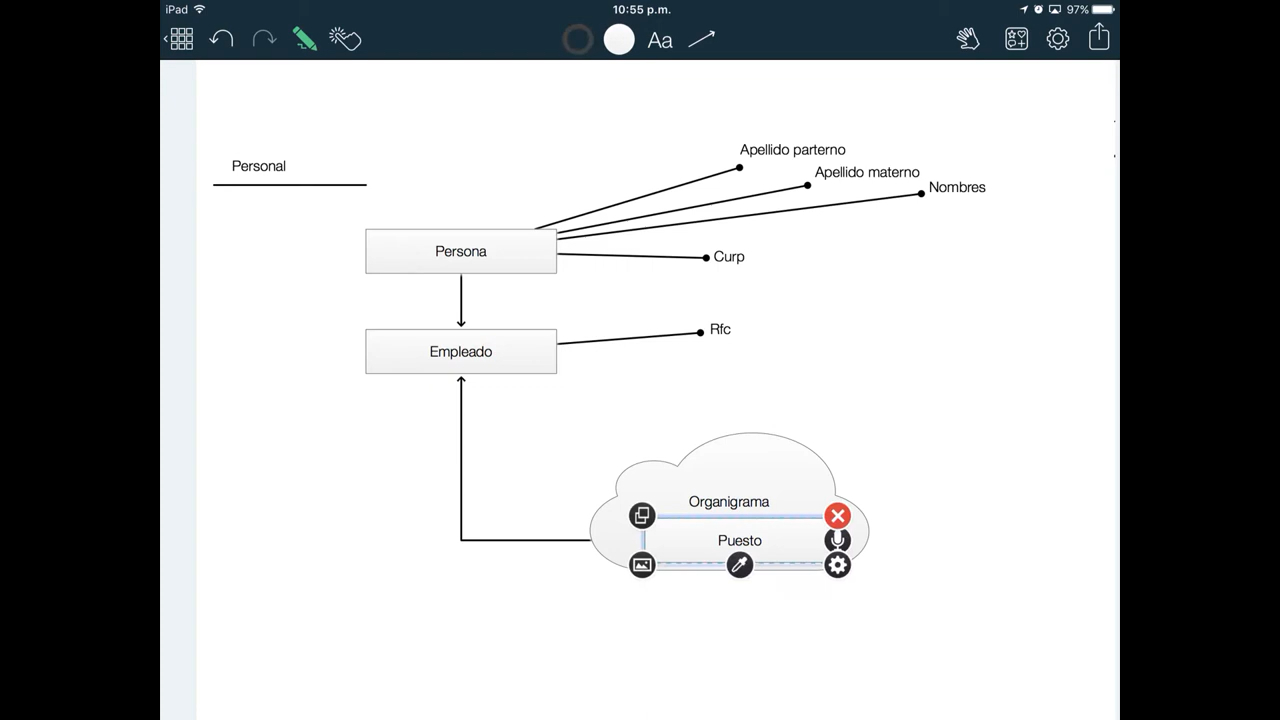 iPad
10:55 p.m.
97%
Aa
Apellido parterno
Personal
Apellido materno
Nombres
Persona
Curp
Rfc
Empleado
Organigrama
Puesto